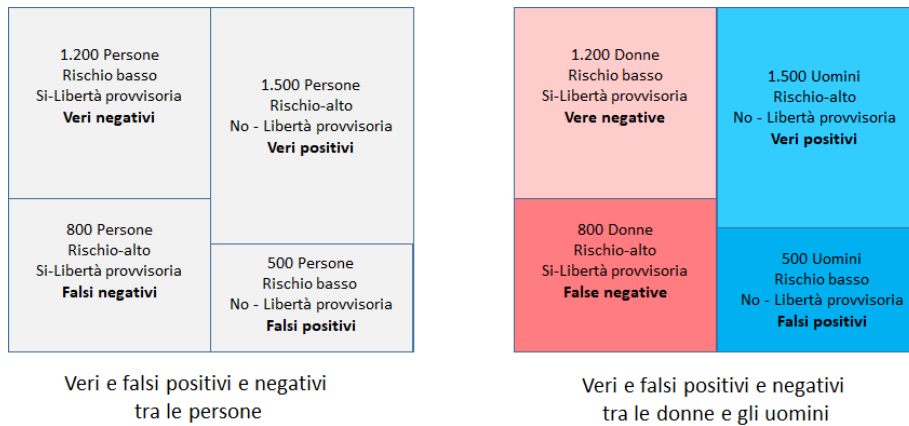 1.200 Persone
Rischio basso
Si-Libertà provvisoria
Veri negativi
1.500 Persone
Rischio-alto
No - Libertà provvisoria
Veri positivi
800 Persone
Rischio-alto
Si-Libertà provvisoria
Falsi negativi
500 Persone
Rischio basso
No - Libertà provvisoria
Falsi positivi
Veri e falsi positivi e negativi
tra le persone
1.200 Donne
Rischio basso
Si-Libertà provvisoria
Vere negative
1.500 Uomini
Rischio-alto
No - Libertà provvisoria
Veri positivi
800 Donne
Rischio-alto
Si-Libertà provvisoria
False negative
500 Uomini
Rischio basso
No - Libertà provvisoria
Falsi positivi
Veri e falsi positivi e negativi
tra le donne e gli uomini